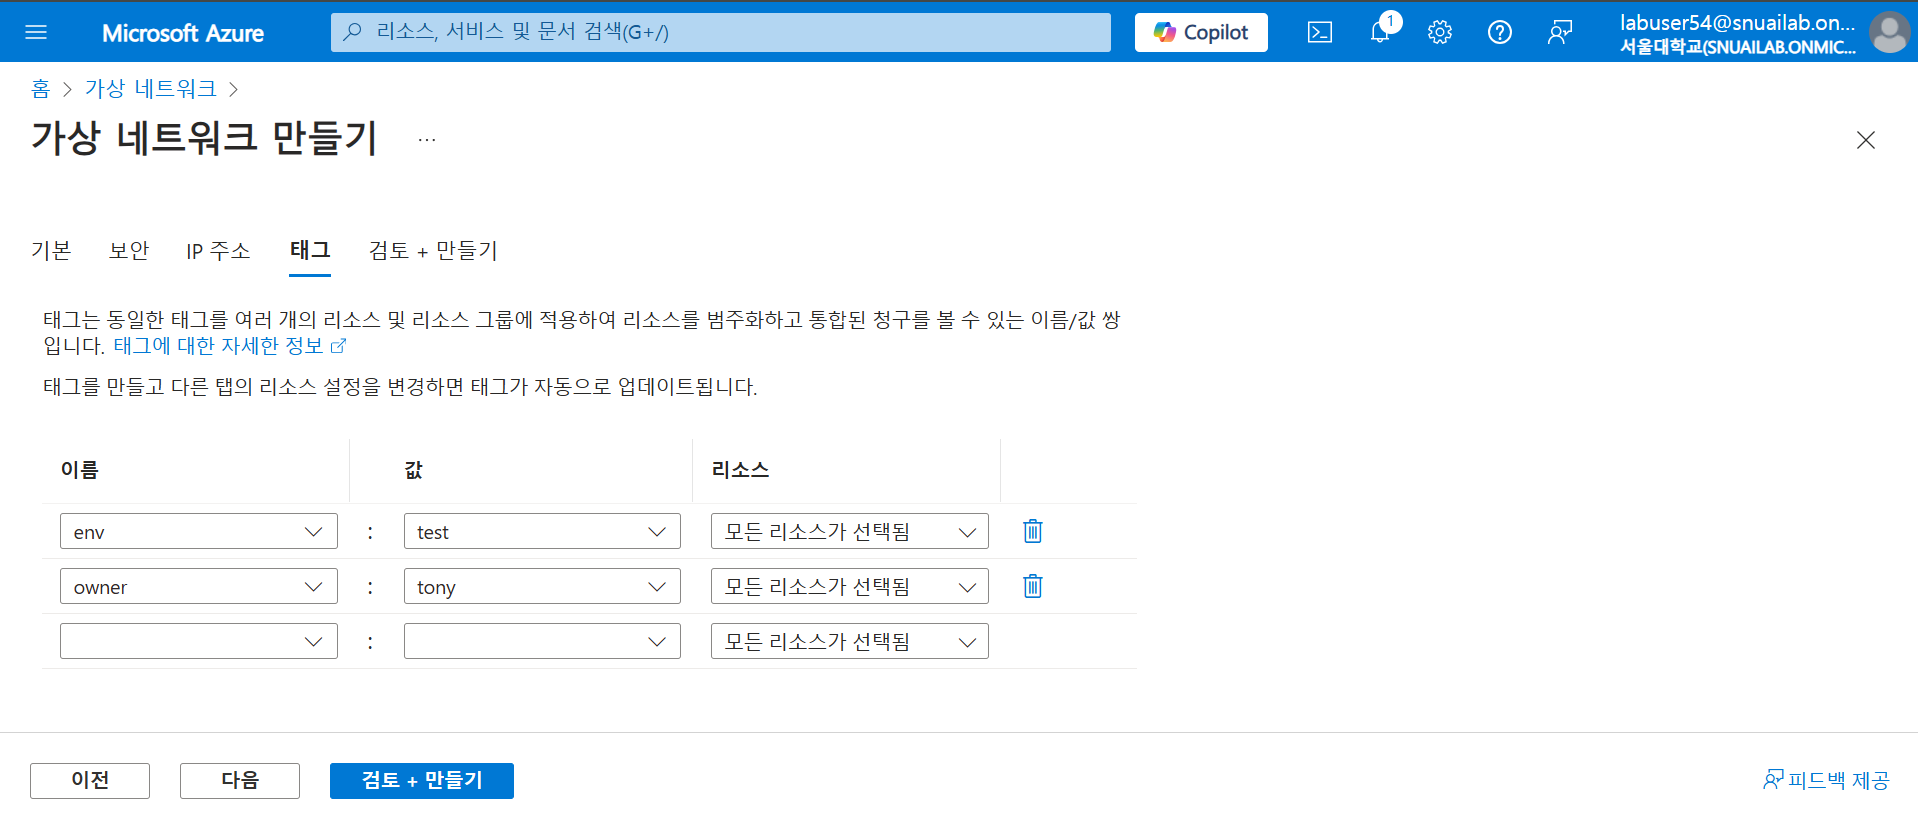 Microsoft Azure
리소스, 서비스 및 문서 검색(G+/)
Copilot
1
labuser54@snuailab.on...
서울대학교(SNUAILAB.ONMIC...
홈 > 가상 네트워크 >
가상 네트워크 만들기 ...
기본 보안 IP 주소 태그 검토 + 만들기
태그는 동일한 태그를 여러 개의 리소스 및 리소스 그룹에 적용하여 리소스를 범주화하고 통합된 청구를 볼 수 있는 이름/값 쌍
입니다. 태그에 대한 자세한 정보
태그를 만들고 다른 탭의 리소스 설정을 변경하면 태그가 자동으로 업데이트됩니다.
이름 값 리소스
env : test 모든 리소스가 선택됨
owner : tony 모든 리소스가 선택됨
: 모든 리소스가 선택됨
이전 다음 검토 + 만들기 피드백 제공